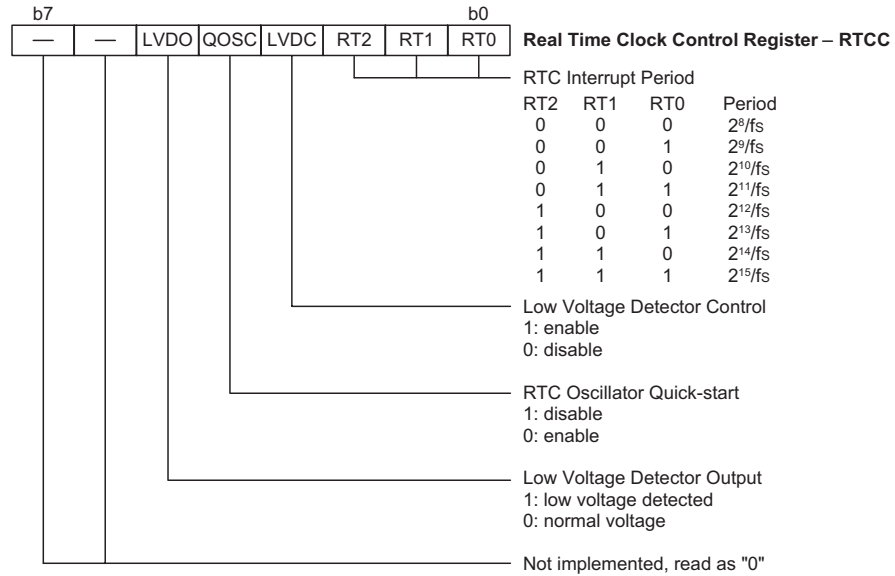 b7 b0
— — LVDO QOSC LVDC RT2 RT1 RT0 Real Time Clock Control Register – RTCC
RTC Interrupt Period
RT2 RT1 RT0 Period
0 0 0 2⁸/fs
0 0 1 2⁹/fs
0 1 0 2¹⁰/fs
0 1 1 2¹¹/fs
1 0 0 2¹²/fs
1 0 1 2¹³/fs
1 1 0 2¹⁴/fs
1 1 1 2¹⁵/fs
Low Voltage Detector Control
1: enable
0: disable
RTC Oscillator Quick-start
1: disable
0: enable
Low Voltage Detector Output
1: low voltage detected
0: normal voltage
Not implemented, read as "0"